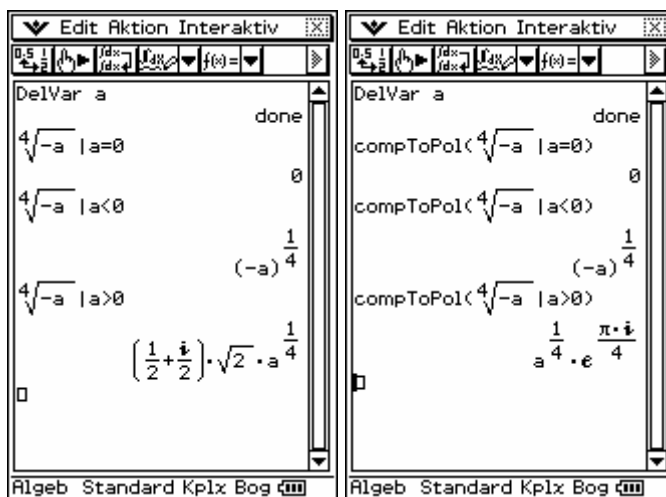 Edit Aktion Interaktiv
DelVar a
done
⁴√-a |a=0
0
⁴√-a |a<0
(-a)^(1/4)
⁴√-a |a>0
(1/2+i/2)·√2·a^(1/4)
Algeb Standard Kplx Bog
Edit Aktion Interaktiv
DelVar a
done
compToPol(⁴√-a |a=0)
0
compToPol(⁴√-a |a<0)
(-a)^(1/4)
compToPol(⁴√-a |a>0)
a^(1/4)·e^(π·i/4)
Algeb Standard Kplx Bog